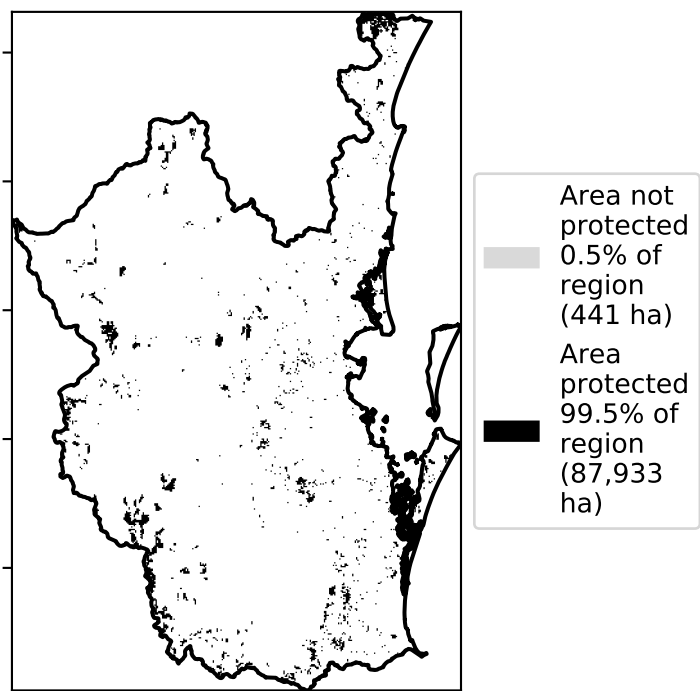 Area not
protected
0.5% of
region
(441 ha)
Area
protected
99.5% of
region
(87,933
ha)